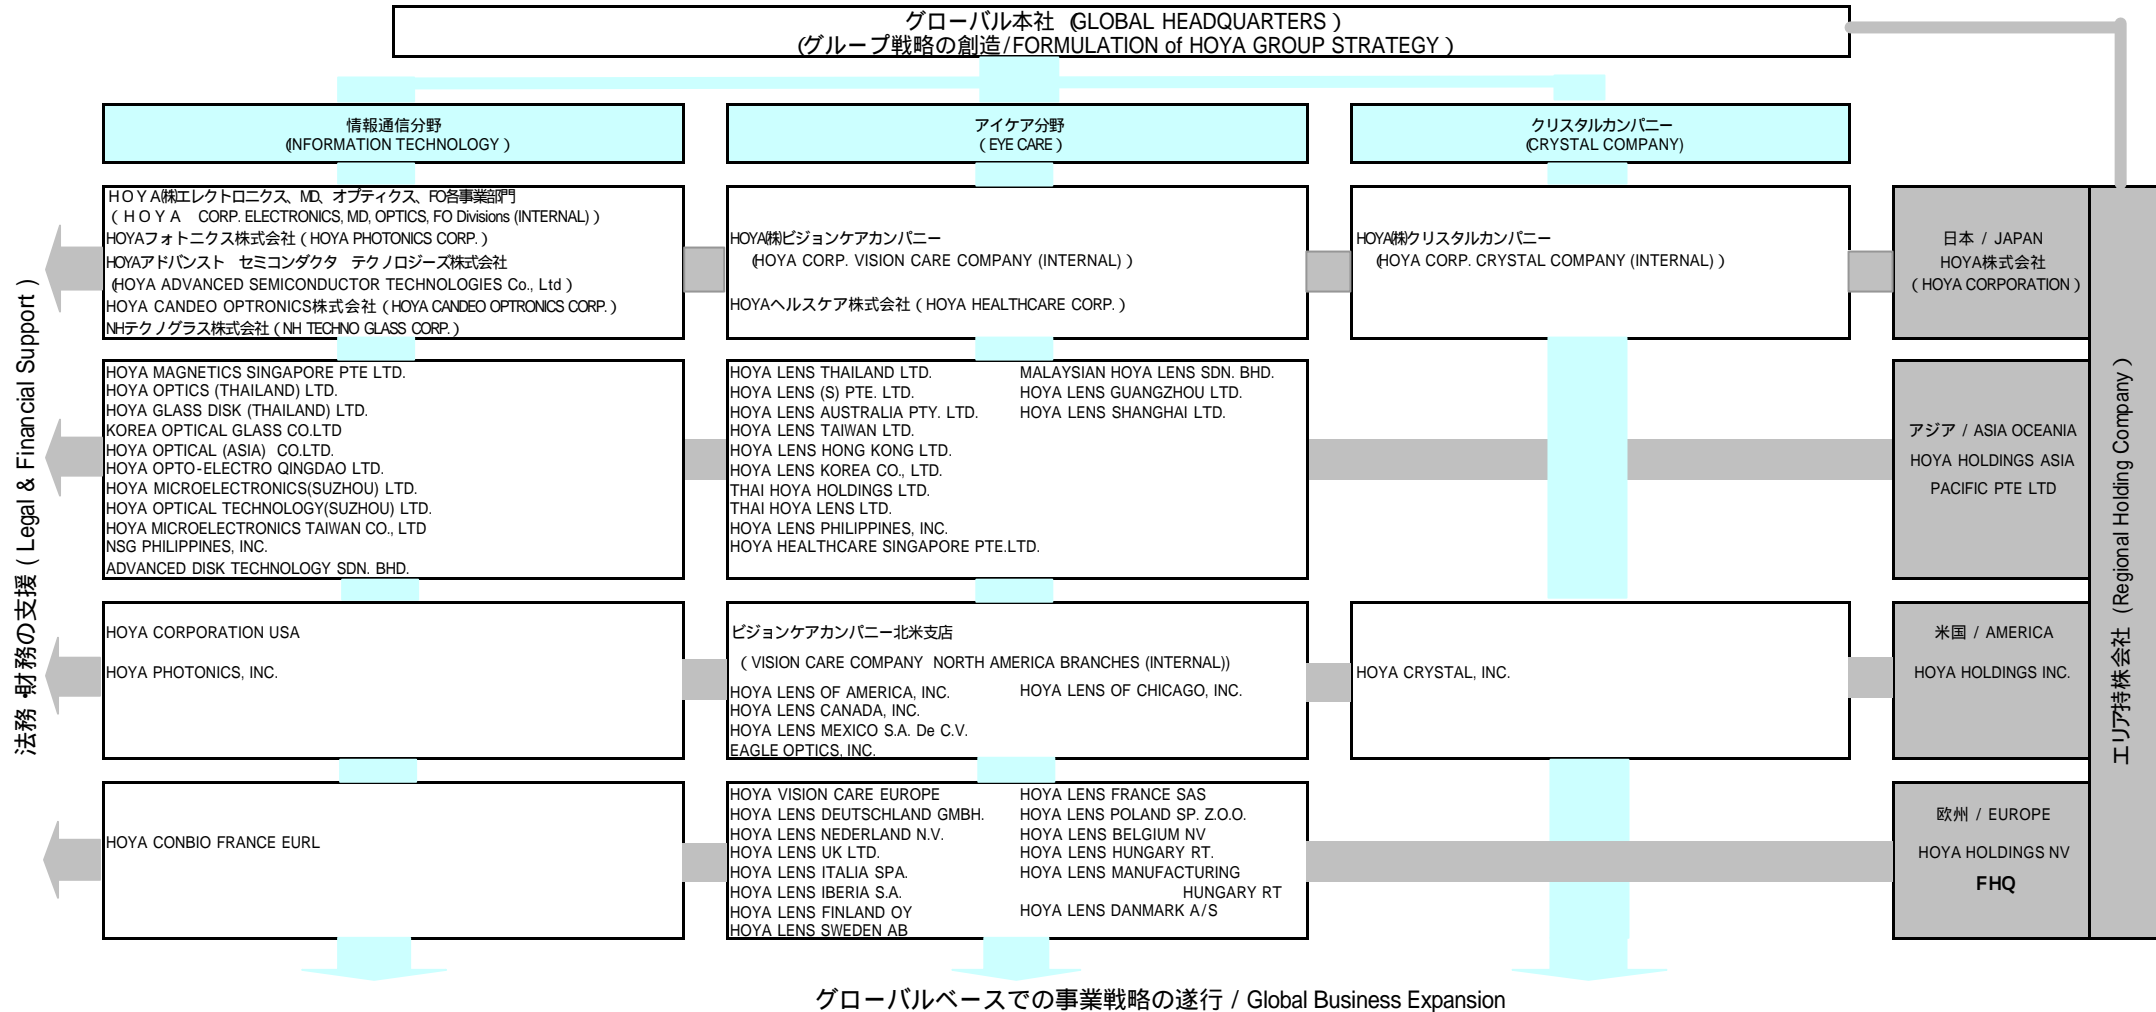 グローバル本社 (GLOBAL HEADQUARTERS )
(グループ戦略の創造/FORMULATION of HOYA GROUP STRATEGY )
情報通信分野
(INFORMATION TECHNOLOGY )
アイケア分野
( EYE CARE )
クリスタルカンパニー
(CRYSTAL COMPANY)
HOYA㈱エレクトロニクス、MD、オプティクス、FO各事業部門
( HOYA CORP. ELECTRONICS, MD, OPTICS, FO Divisions (INTERNAL) )
HOYAフォトニクス株式会社 ( HOYA PHOTONICS CORP. )
HOYAアドバンスト セミコンダクタ テクノロジーズ株式会社
(HOYA ADVANCED SEMICONDUCTOR TECHNOLOGIES Co., Ltd )
HOYA CANDEO OPTRONICS株式会社 ( HOYA CANDEO OPTRONICS CORP. )
NHテクノグラス株式会社 ( NH TECHNO GLASS CORP. )
HOYA㈱ビジョンケアカンパニー
(HOYA CORP. VISION CARE COMPANY (INTERNAL) )
HOYAヘルスケア株式会社 ( HOYA HEALTHCARE CORP. )
HOYA㈱クリスタルカンパニー
(HOYA CORP. CRYSTAL COMPANY (INTERNAL) )
日本 / JAPAN
HOYA株式会社
( HOYA CORPORATION )
HOYA MAGNETICS SINGAPORE PTE LTD.
HOYA OPTICS (THAILAND) LTD.
HOYA GLASS DISK (THAILAND) LTD.
KOREA OPTICAL GLASS CO.LTD
HOYA OPTICAL (ASIA) CO.LTD.
HOYA OPTO-ELECTRO QINGDAO LTD.
HOYA MICROELECTRONICS(SUZHOU) LTD.
HOYA OPTICAL TECHNOLOGY(SUZHOU) LTD.
HOYA MICROELECTRONICS TAIWAN CO., LTD
NSG PHILIPPINES, INC.
ADVANCED DISK TECHNOLOGY SDN. BHD.
HOYA LENS THAILAND LTD.
HOYA LENS (S) PTE. LTD.
HOYA LENS AUSTRALIA PTY. LTD.
HOYA LENS TAIWAN LTD.
HOYA LENS HONG KONG LTD.
HOYA LENS KOREA CO., LTD.
THAI HOYA HOLDINGS LTD.
THAI HOYA LENS LTD.
HOYA LENS PHILIPPINES, INC.
HOYA HEALTHCARE SINGAPORE PTE.LTD.
MALAYSIAN HOYA LENS SDN. BHD.
HOYA LENS GUANGZHOU LTD.
HOYA LENS SHANGHAI LTD.
アジア / ASIA OCEANIA
HOYA HOLDINGS ASIA
PACIFIC PTE LTD
HOYA CORPORATION USA
HOYA PHOTONICS, INC.
ビジョンケアカンパニー北米支店
( VISION CARE COMPANY NORTH AMERICA BRANCHES (INTERNAL))
HOYA LENS OF AMERICA, INC.
HOYA LENS CANADA, INC.
HOYA LENS MEXICO S.A. De C.V.
EAGLE OPTICS, INC.
HOYA LENS OF CHICAGO, INC.
HOYA CRYSTAL, INC.
米国 / AMERICA
HOYA HOLDINGS INC.
HOYA CONBIO FRANCE EURL
HOYA VISION CARE EUROPE
HOYA LENS DEUTSCHLAND GMBH.
HOYA LENS NEDERLAND N.V.
HOYA LENS UK LTD.
HOYA LENS ITALIA SPA.
HOYA LENS IBERIA S.A.
HOYA LENS FINLAND OY
HOYA LENS SWEDEN AB
HOYA LENS FRANCE SAS
HOYA LENS POLAND SP. Z.O.O.
HOYA LENS BELGIUM NV
HOYA LENS HUNGARY RT.
HOYA LENS MANUFACTURING
HUNGARY RT
HOYA LENS DANMARK A/S
欧州 / EUROPE
HOYA HOLDINGS NV
FHQ
法務・財務の支援 ( Legal & Financial Support )
エリア持株会社 (Regional Holding Company )
グローバルベースでの事業戦略の遂行 / Global Business Expansion